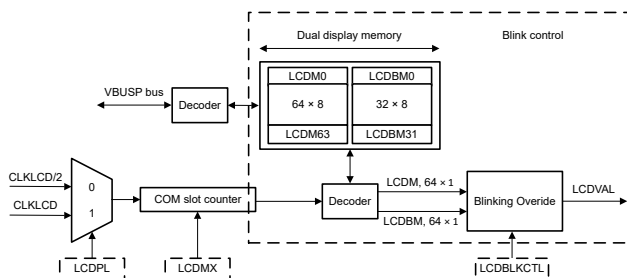 Dual display memory
Blink control
LCDM0
LCDBM0
VBUSP bus
Decoder
64 × 8
32 × 8
LCDM63
LCDBM31
CLKLCD/2
0
CLKLCD
1
COM slot counter
Decoder
LCDM, 64 × 1
LCDBM, 64 × 1
Blinking Overide
LCDVAL
LCDPL
LCDMX
LCDBLKCTL